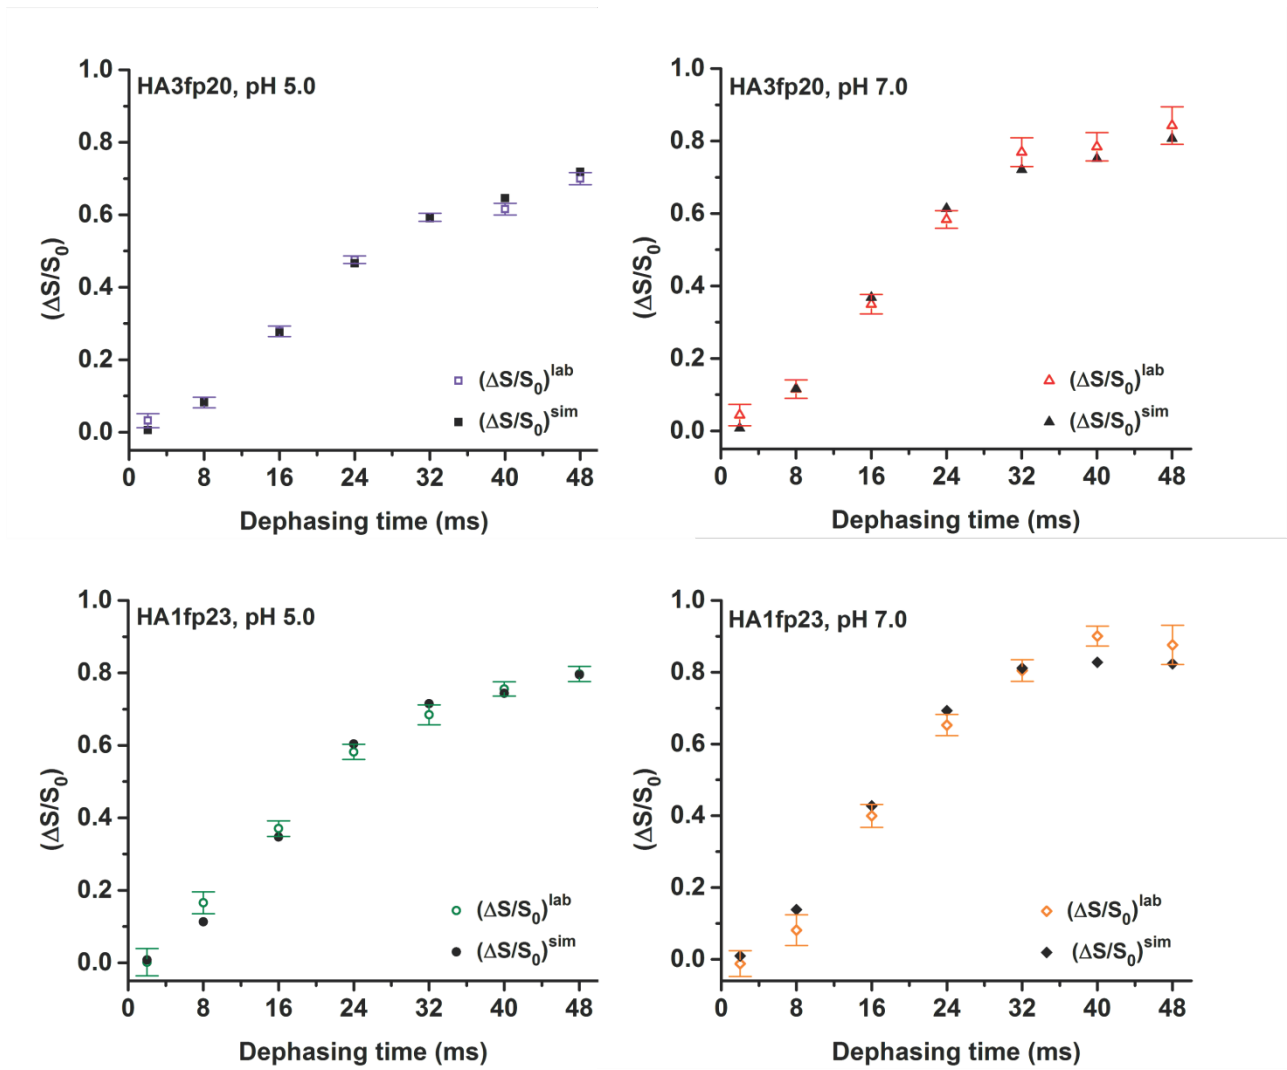 HA3fp20, pH 5.0
1.0
0.8
0.6
0.4
0.2
0.0
(ΔS/S₀)
(ΔS/S₀)ˡᵃᵇ
(ΔS/S₀)ˢⁱᵐ
0 8 16 24 32 40 48
Dephasing time (ms)
HA3fp20, pH 7.0
1.0
0.8
0.6
0.4
0.2
0.0
(ΔS/S₀)
(ΔS/S₀)ˡᵃᵇ
(ΔS/S₀)ˢⁱᵐ
0 8 16 24 32 40 48
Dephasing time (ms)
HA1fp23, pH 5.0
1.0
0.8
0.6
0.4
0.2
0.0
(ΔS/S₀)
(ΔS/S₀)ˡᵃᵇ
(ΔS/S₀)ˢⁱᵐ
0 8 16 24 32 40 48
Dephasing time (ms)
HA1fp23, pH 7.0
1.0
0.8
0.6
0.4
0.2
0.0
(ΔS/S₀)
(ΔS/S₀)ˡᵃᵇ
(ΔS/S₀)ˢⁱᵐ
0 8 16 24 32 40 48
Dephasing time (ms)